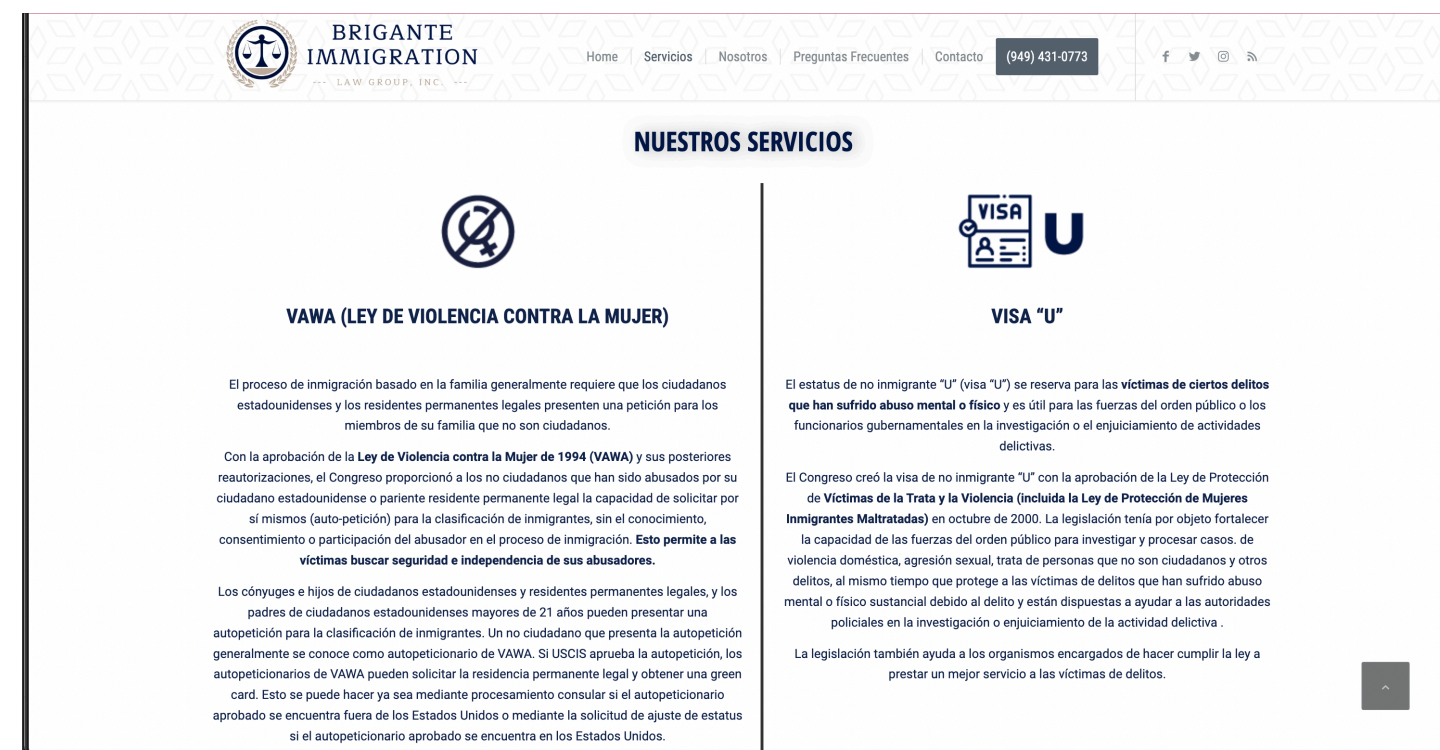 BRIGANTE
IMMIGRATION
LAW GROUP, INC.
Home
Servicios
Nosotros
Preguntas Frecuentes
Contacto
(949) 431-0773
NUESTROS SERVICIOS
VAWA (LEY DE VIOLENCIA CONTRA LA MUJER)
El proceso de inmigración basado en la familia generalmente requiere que los ciudadanos
estadounidenses y los residentes permanentes legales presenten una petición para los
miembros de su familia que no son ciudadanos.
Con la aprobación de la Ley de Violencia contra la Mujer de 1994 (VAWA) y sus posteriores
reautorizaciones, el Congreso proporcionó a los no ciudadanos que han sido abusados por su
ciudadano estadounidense o pariente residente permanente legal la capacidad de solicitar por
sí mismos (auto-petición) para la clasificación de inmigrantes, sin el conocimiento,
consentimiento o participación del abusador en el proceso de inmigración. Esto permite a las
víctimas buscar seguridad e independencia de sus abusadores.
Los cónyuges e hijos de ciudadanos estadounidenses y residentes permanentes legales, y los
padres de ciudadanos estadounidenses mayores de 21 años pueden presentar una
autopetición para la clasificación de inmigrantes. Un no ciudadano que presenta la autopetición
generalmente se conoce como autopeticionario de VAWA. Si USCIS aprueba la autopetición, los
autopeticionarios de VAWA pueden solicitar la residencia permanente legal y obtener una green
card. Esto se puede hacer ya sea mediante procesamiento consular si el autopeticionario
aprobado se encuentra fuera de los Estados Unidos o mediante la solicitud de ajuste de estatus
si el autopeticionario aprobado se encuentra en los Estados Unidos.
VISA U
VISA “U”
El estatus de no inmigrante “U” (visa “U”) se reserva para las víctimas de ciertos delitos
que han sufrido abuso mental o físico y es útil para las fuerzas del orden público o los
funcionarios gubernamentales en la investigación o el enjuiciamiento de actividades
delictivas.
El Congreso creó la visa de no inmigrante “U” con la aprobación de la Ley de Protección
de Víctimas de la Trata y la Violencia (incluida la Ley de Protección de Mujeres
Inmigrantes Maltratadas) en octubre de 2000. La legislación tenía por objeto fortalecer
la capacidad de las fuerzas del orden público para investigar y procesar casos. de
violencia doméstica, agresión sexual, trata de personas que no son ciudadanos y otros
delitos, al mismo tiempo que protege a las víctimas de delitos que han sufrido abuso
mental o físico sustancial debido al delito y están dispuestas a ayudar a las autoridades
policiales en la investigación o enjuiciamiento de la actividad delictiva .
La legislación también ayuda a los organismos encargados de hacer cumplir la ley a
prestar un mejor servicio a las víctimas de delitos.